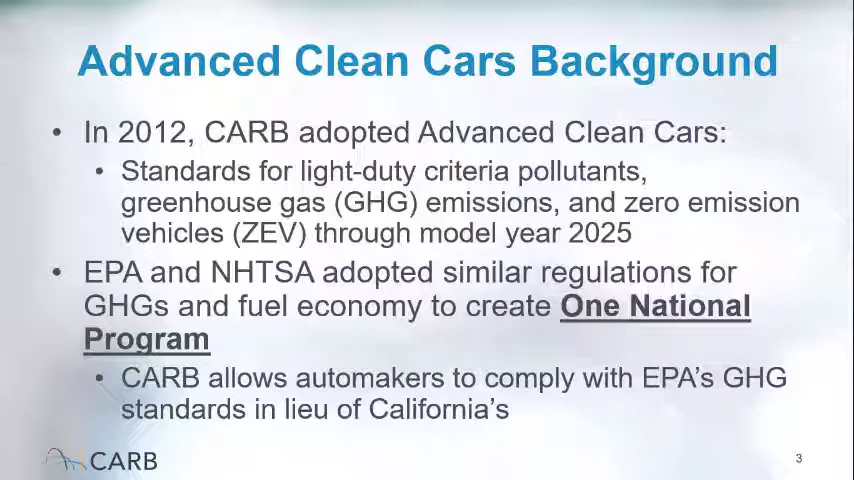 Advanced Clean Cars Background
• In 2012, CARB adopted Advanced Clean Cars:
• Standards for light-duty criteria pollutants,
greenhouse gas (GHG) emissions, and zero emission
vehicles (ZEV) through model year 2025
• EPA and NHTSA adopted similar regulations for
GHGs and fuel economy to create One National
Program
• CARB allows automakers to comply with EPA’s GHG
standards in lieu of California’s
CARB
3